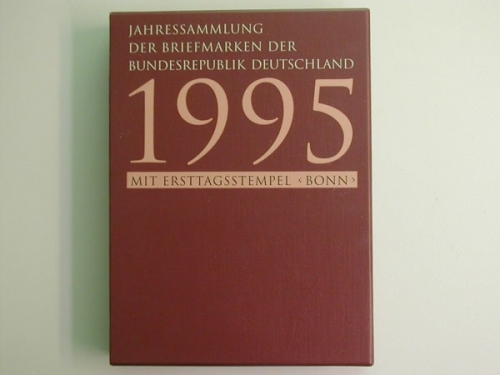 JAHRESSAMMLUNG
DER BRIEFMARKEN DER
BUNDESREPUBLIK DEUTSCHLAND
1995
MIT ERSTTAGSSTEMPEL ‹BONN›